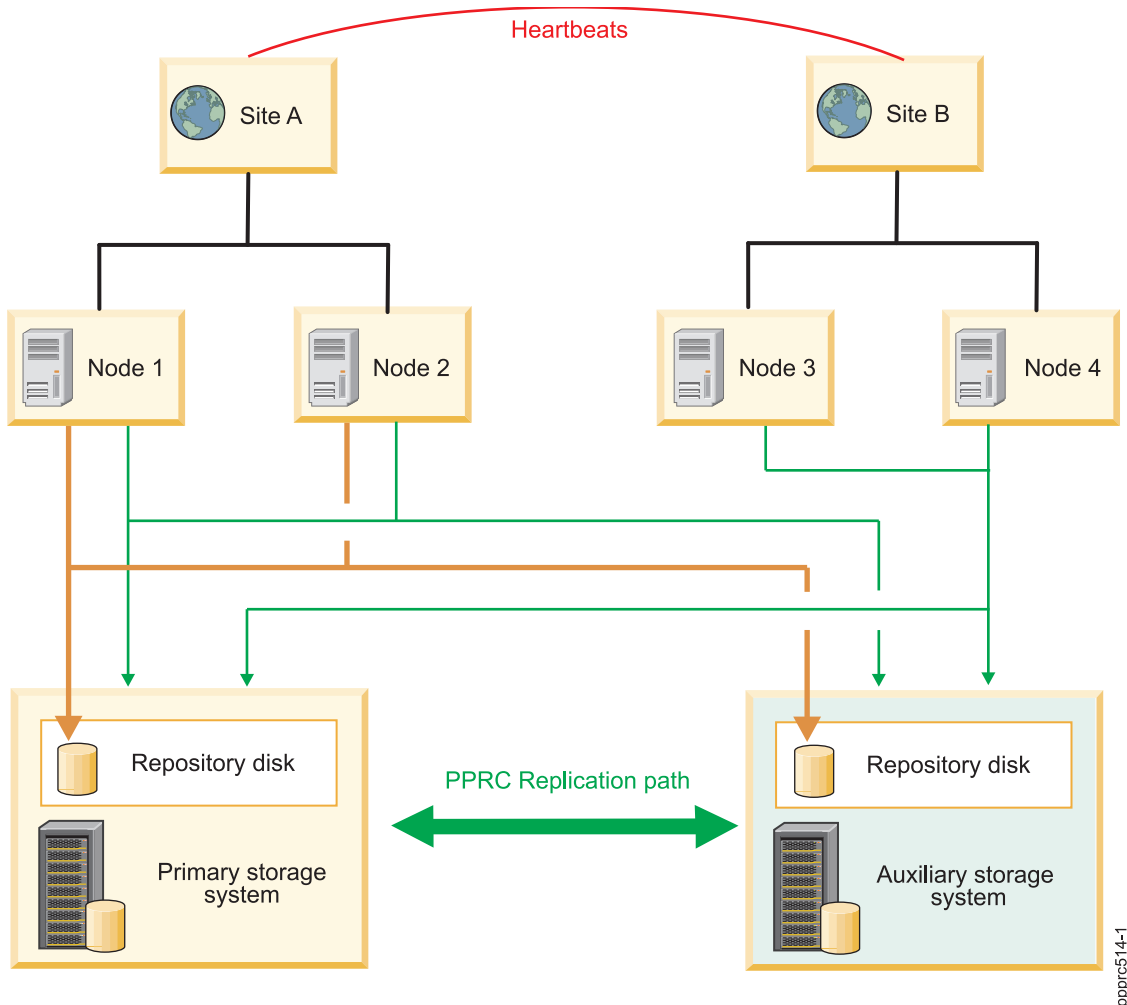 Heartbeats
Site A
Site B
Node 1
Node 2
Node 3
Node 4
Repository disk
Repository disk
PPRC Replication path
Primary storage
system
Auxiliary storage
system
ppprc514-1